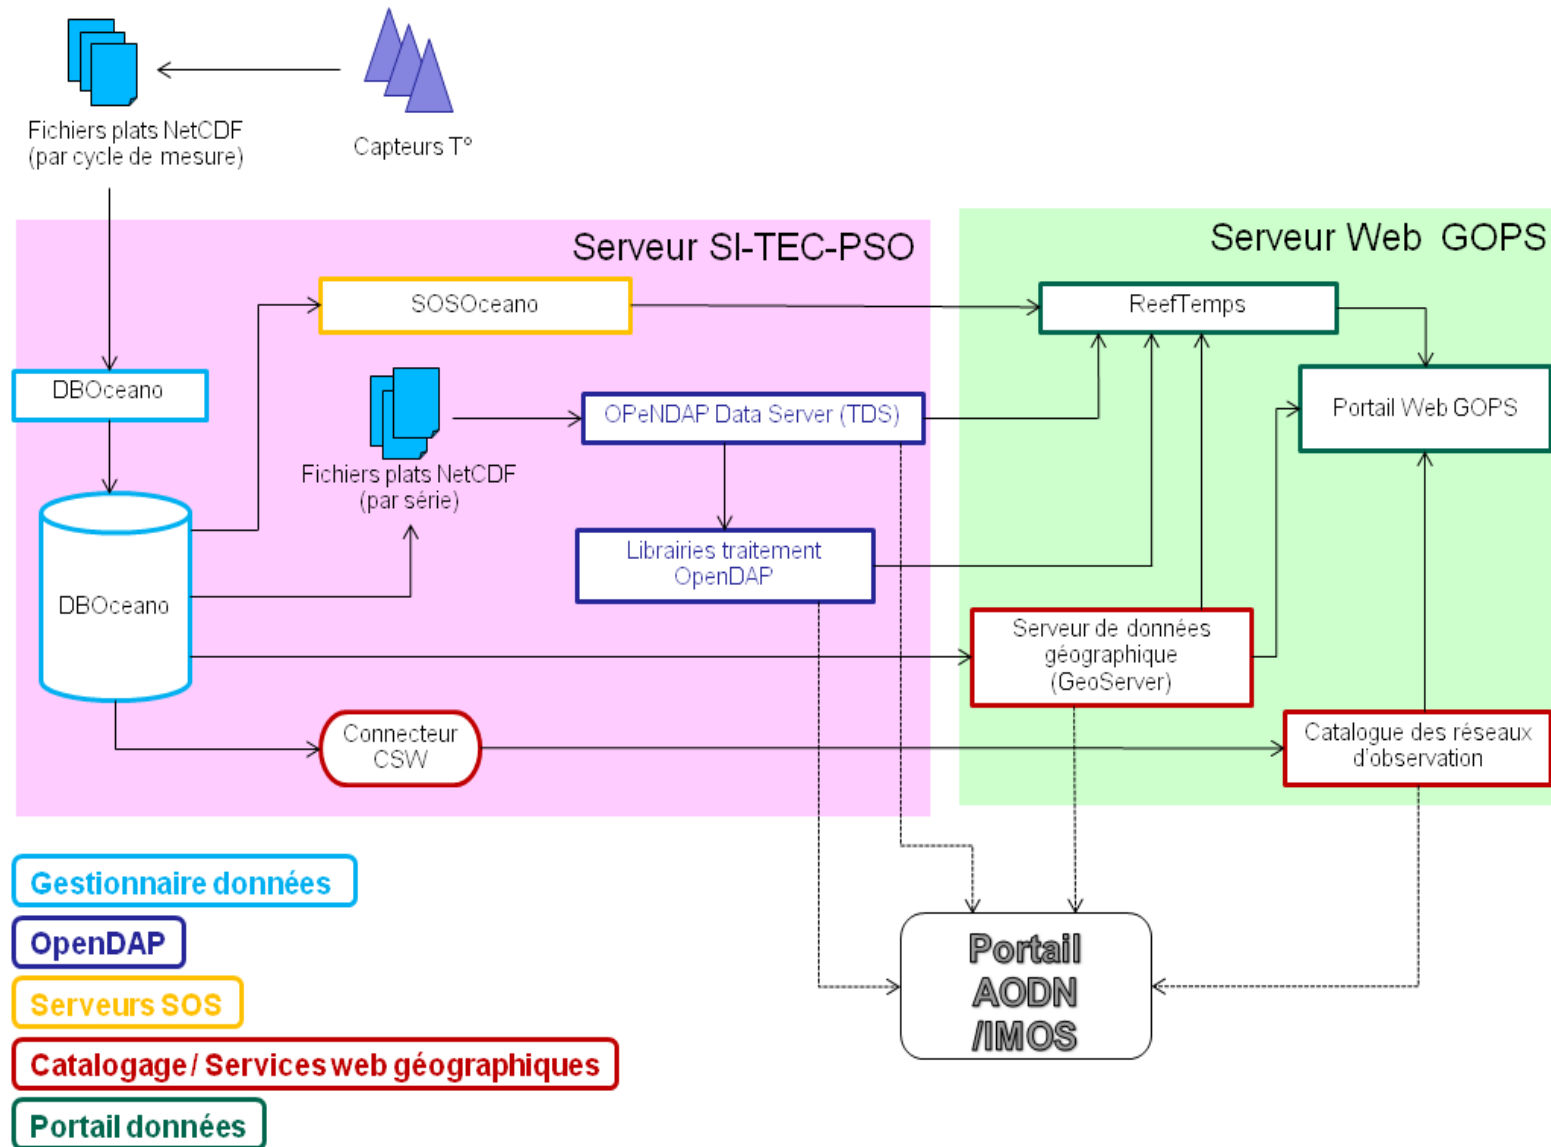 Fichiers plats NetCDF
(par cycle de mesure)
Capteurs T°
Serveur SI-TEC-PSO
Serveur Web GOPS
SOSOceano
ReefTemps
DBOceano
OPeNDAP Data Server (TDS)
Portail Web GOPS
Fichiers plats NetCDF
(par série)
Librairies traitement
OpenDAP
DBOceano
Serveur de données
géographique
(GeoServer)
Connecteur
CSW
Catalogue des réseaux
d'observation
Gestionnaire données
OpenDAP
Serveurs SOS
Catalogage / Services web géographiques
Portail données
Portail
AODN
/IMOS